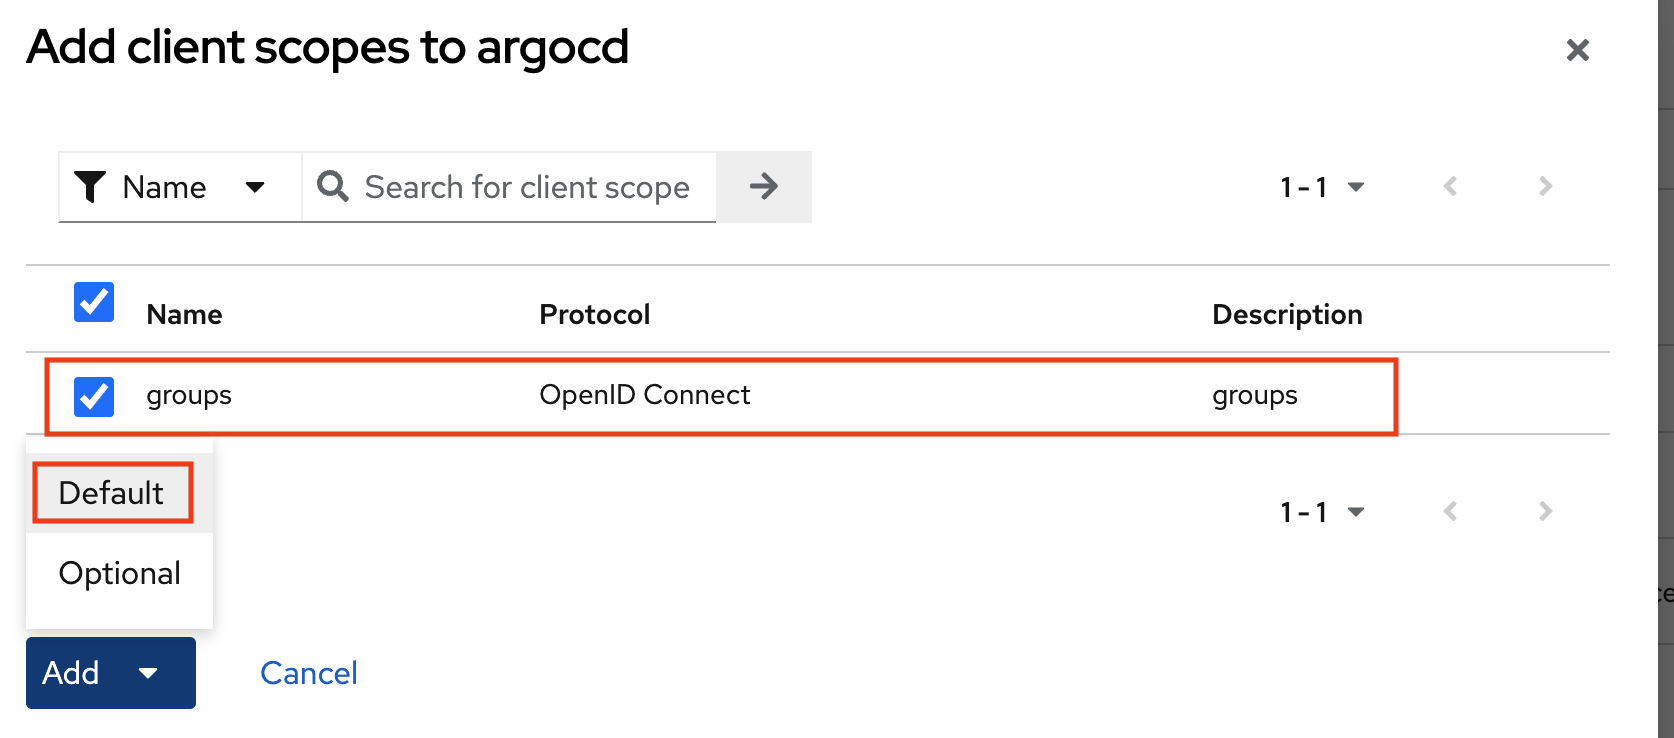 Add client scopes to argocd
Name
Search for client scope
1 - 1
Name Protocol Description
groups OpenID Connect groups
Default
1 - 1
Optional
Add
Cancel